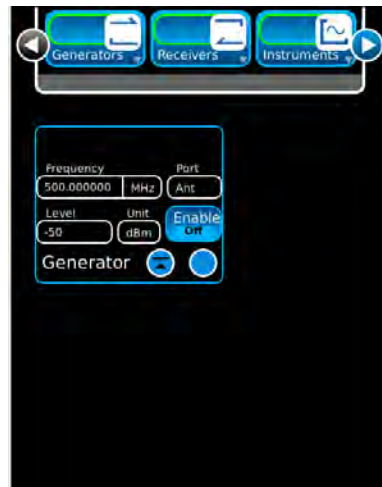 Generators Receivers Instruments
Frequency Port
500.000000 MHz Ant
Level Unit Enable
-50 dBm Off
Generator